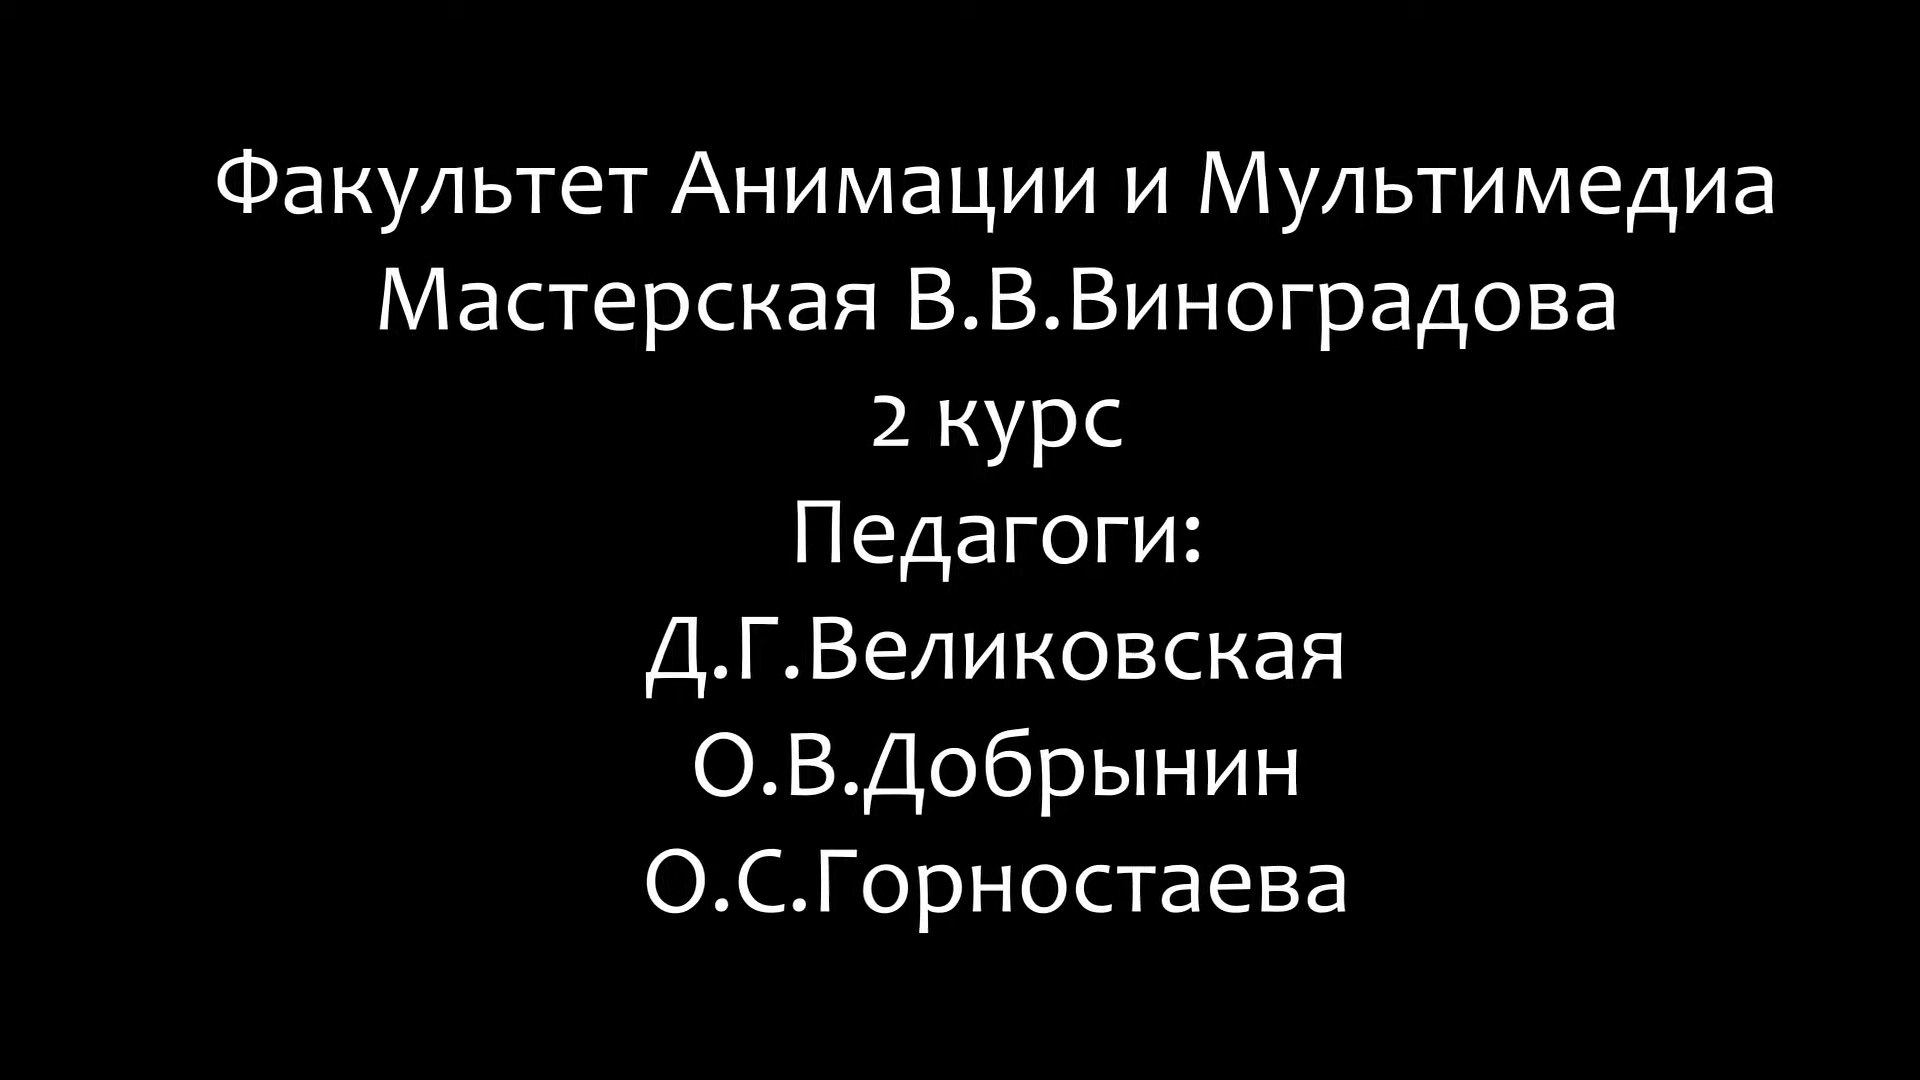 Факультет Анимации и Мультимедиа
Мастерская В.В.Виноградова
2 курс
Педагоги:
Д.Г.Великовская
О.В.Добрынин
О.С.Горностаева